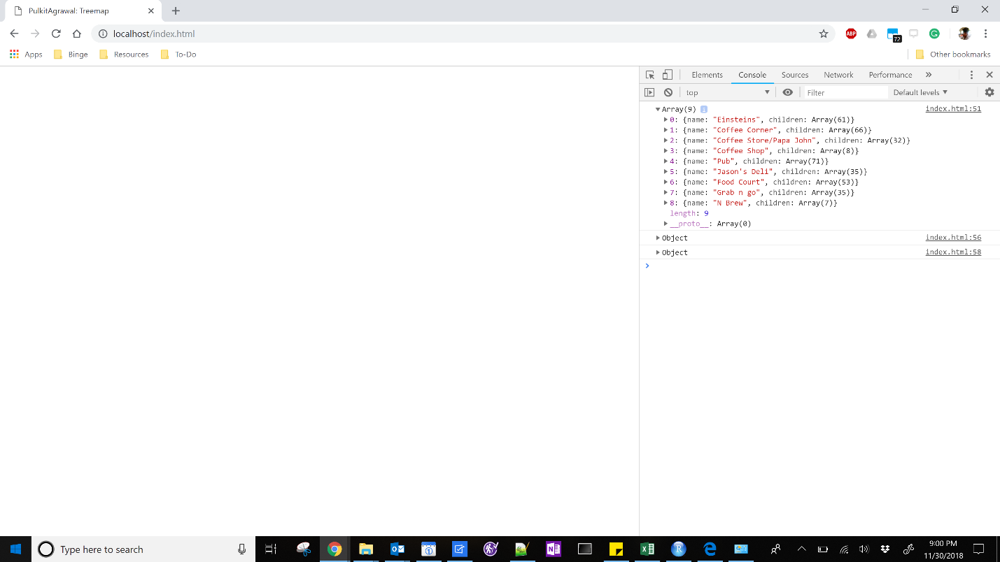 PulkitAgrawal: Treemap
localhost/index.html
ABP
72
Apps Binge Resources To-Do Other bookmarks
Elements Console Sources Network Performance »
top Filter Default levels
Array(9) i index.html:51
0: {name: "Einsteins", children: Array(61)}
1: {name: "Coffee Corner", children: Array(66)}
2: {name: "Coffee Store/Papa John", children: Array(32)}
3: {name: "Coffee Shop", children: Array(8)}
4: {name: "Pub", children: Array(71)}
5: {name: "Jason's Deli", children: Array(35)}
6: {name: "Food Court", children: Array(53)}
7: {name: "Grab n go", children: Array(35)}
8: {name: "N Brew", children: Array(7)}
length: 9
__proto__: Array(0)
Object index.html:56
Object index.html:58
Type here to search
9:00 PM
11/30/2018